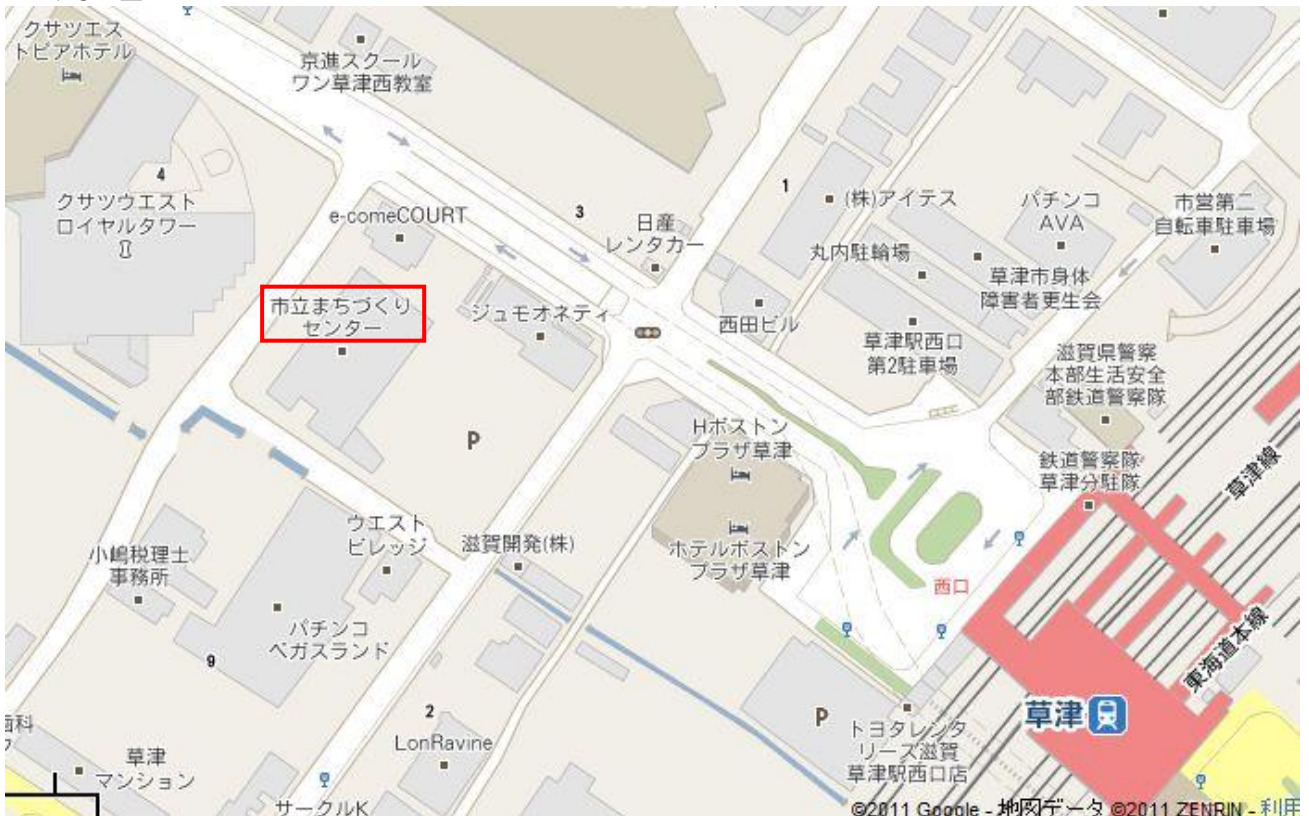 クサツエス
トピアホテル
京進スクール
ワン草津西教室
4
クサツウエスト
ロイヤルタワー
e-comeCOURT
3
日産
レンタカー
1
(株)アイテス
パチンコ
AVA
市営第二
自転車駐車場
丸内駐輪場
草津市身体
障害者更生会
市立まちづくり
センター
ジュモオネティ
西田ビル
草津駅西口
第2駐車場
滋賀県警察
本部生活安全
部鉄道警察隊
P
Hボストン
プラザ草津
鉄道警察隊
草津分駐隊
草津線
ウエスト
ビレッジ
滋賀開発(株)
ホテルボストン
プラザ草津
小嶋税理士
事務所
西口
パチンコ
ベガスランド
9
東海道本線
2
LonRavine
P
トヨタレンタ
リース滋賀
草津駅西口店
草津
歯科
草津
マンション
サークルK
©2011 Google - 地図データ ©2011 ZENRIN - 利用